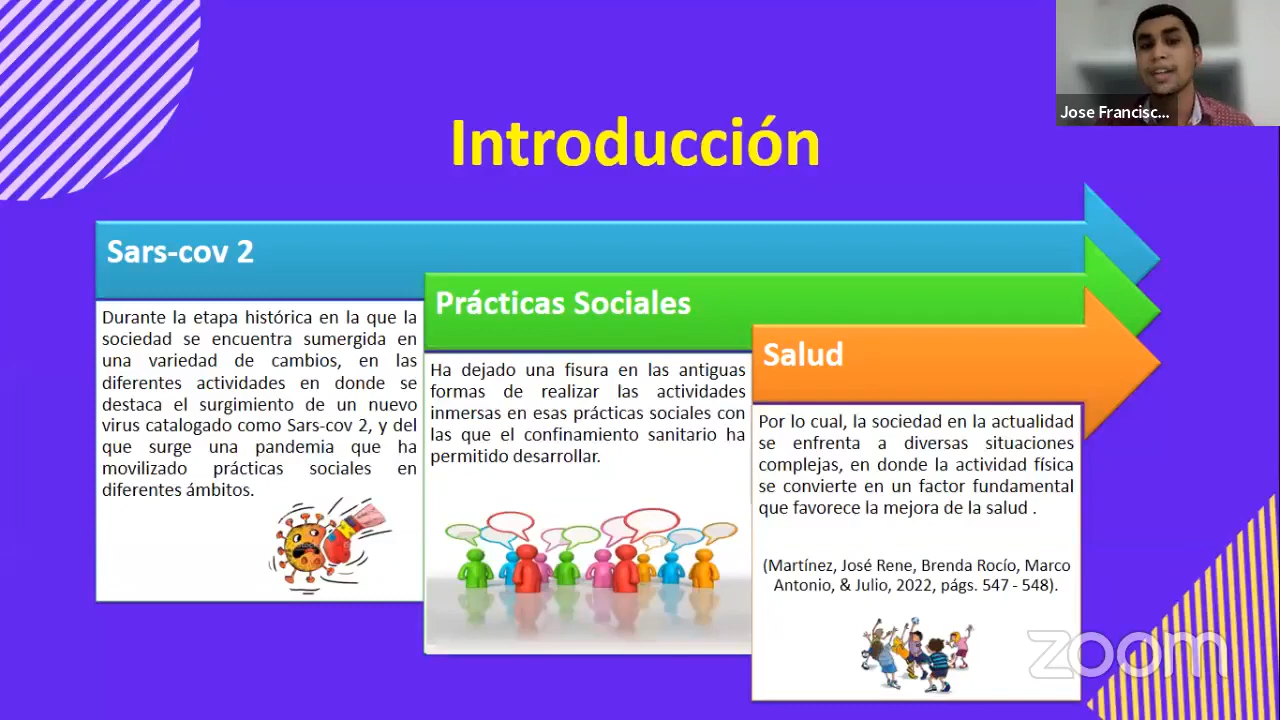 Jose Francisc...
Introducción
Sars-cov 2
Durante la etapa histórica en la que la
sociedad se encuentra sumergida en
una variedad de cambios, en las
diferentes actividades en donde se
destaca el surgimiento de un nuevo
virus catalogado como Sars-cov 2, y del
que surge una pandemia que ha
movilizado prácticas sociales en
diferentes ámbitos.
Prácticas Sociales
Ha dejado una fisura en las antiguas
formas de realizar las actividades
inmersas en esas prácticas sociales con
las que el confinamiento sanitario ha
permitido desarrollar.
Salud
Por lo cual, la sociedad en la actualidad
se enfrenta a diversas situaciones
complejas, en donde la actividad física
se convierte en un factor fundamental
que favorece la mejora de la salud .
(Martínez, José Rene, Brenda Rocío, Marco
Antonio, & Julio, 2022, págs. 547 - 548).
zoom